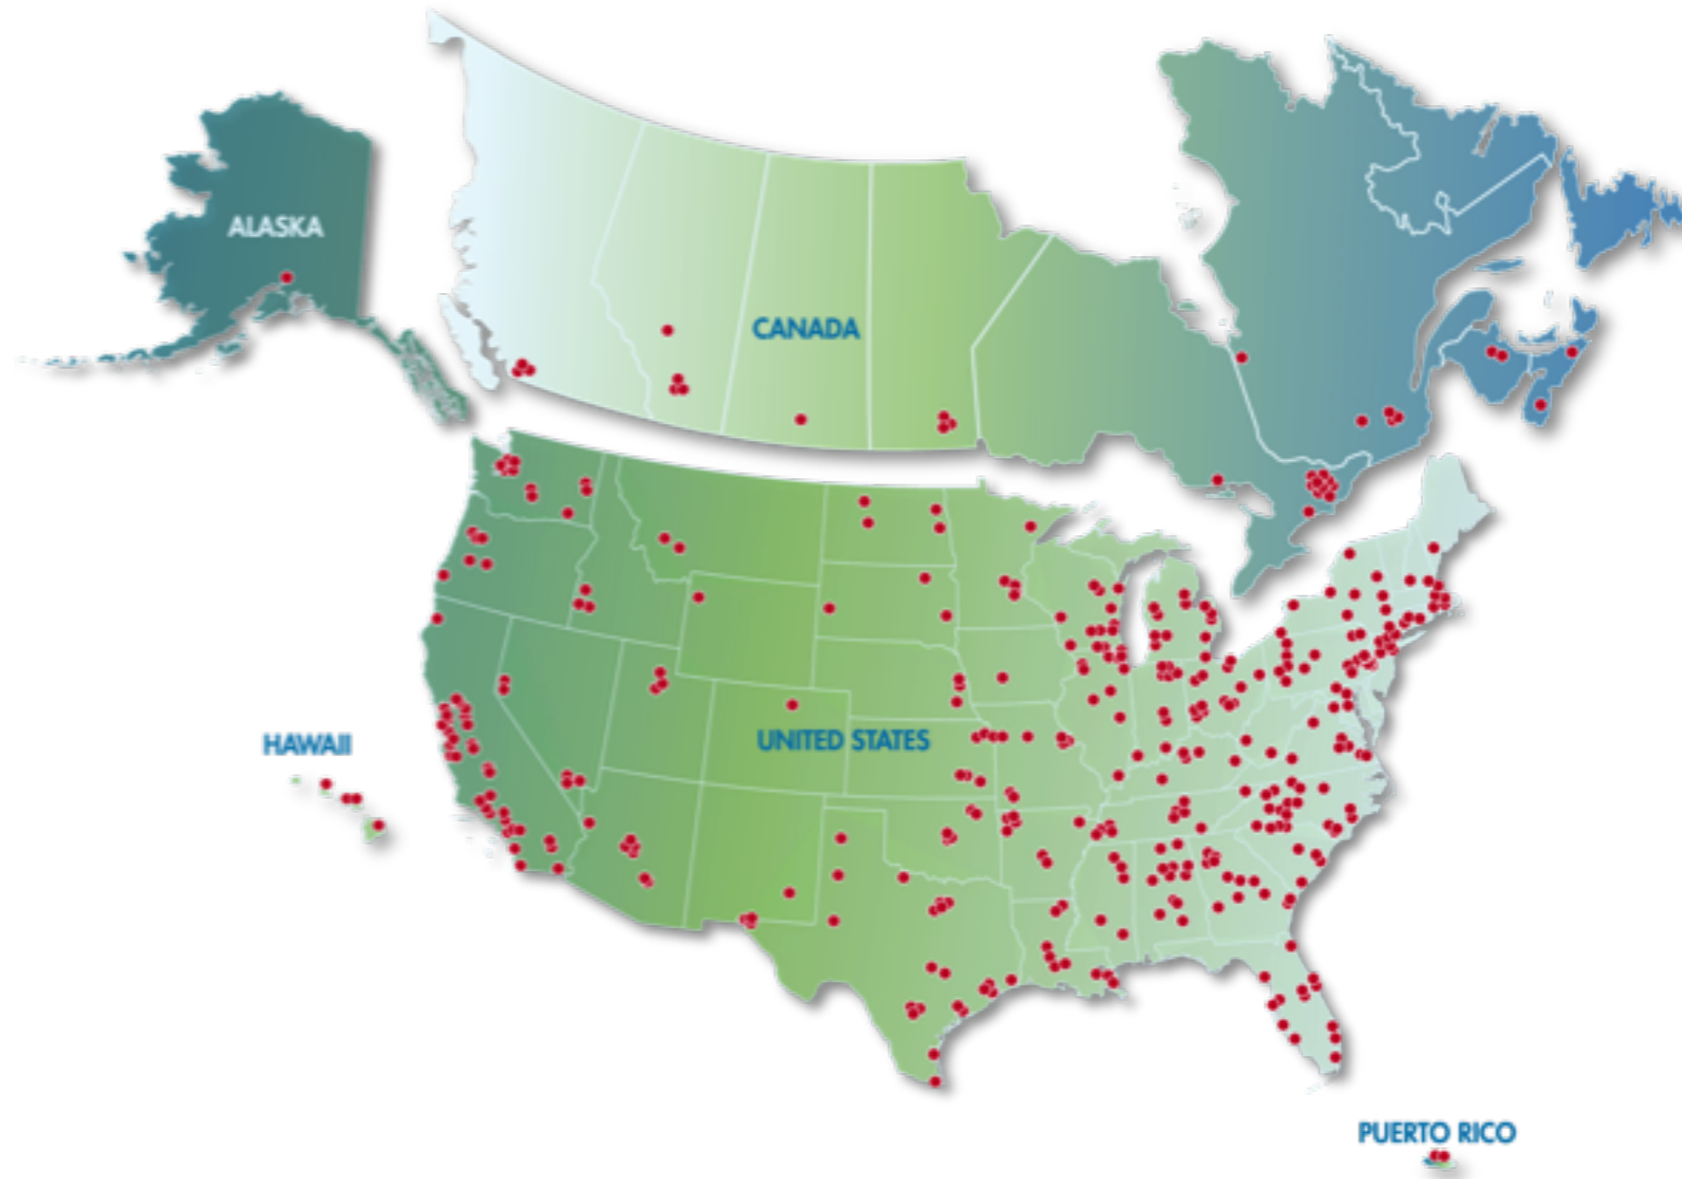 ALASKA
CANADA
HAWAII
UNITED STATES
PUERTO RICO